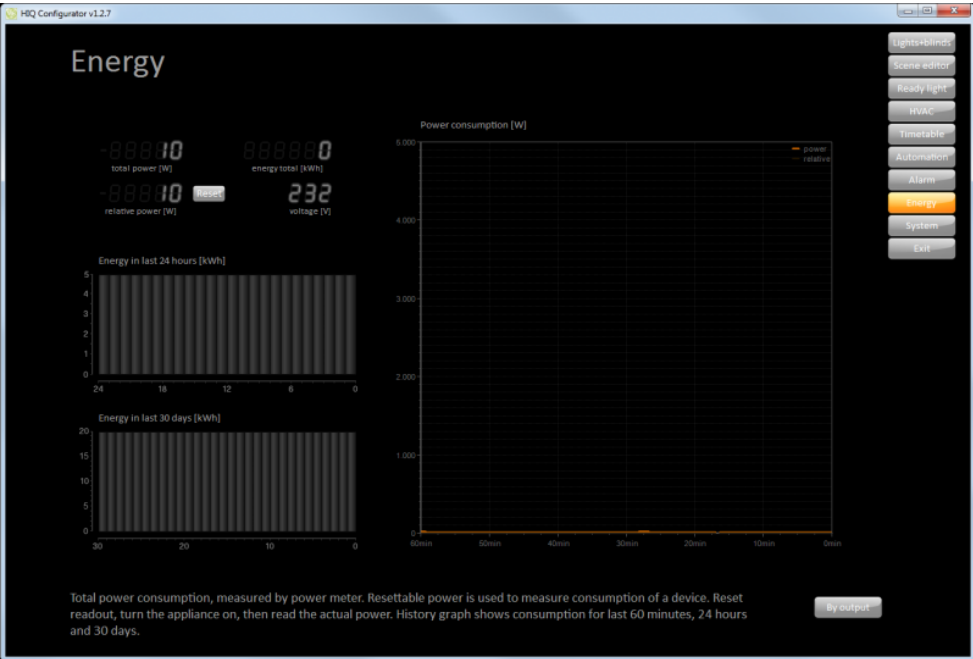 HIQ Configurator v1.2.7
Energy
Lights+blinds
Scene editor
Ready light
HVAC
Timetable
Automation
Alarm
Energy
System
Exit
10
total power [W]
0
energy total [kWh]
10
relative power [W]
Reset
232
voltage [V]
Energy in last 24 hours [kWh]
5
4
3
2
1
0
24 18 12 6 0
Energy in last 30 days [kWh]
20
15
10
5
0
30 20 10 0
Power consumption [W]
power
relative
5.000
4.000
3.000
2.000
1.000
0
60min 50min 40min 30min 20min 10min 0min
Total power consumption, measured by power meter. Resettable power is used to measure consumption of a device. Reset
readout, turn the appliance on, then read the actual power. History graph shows consumption for last 60 minutes, 24 hours
and 30 days.
By output